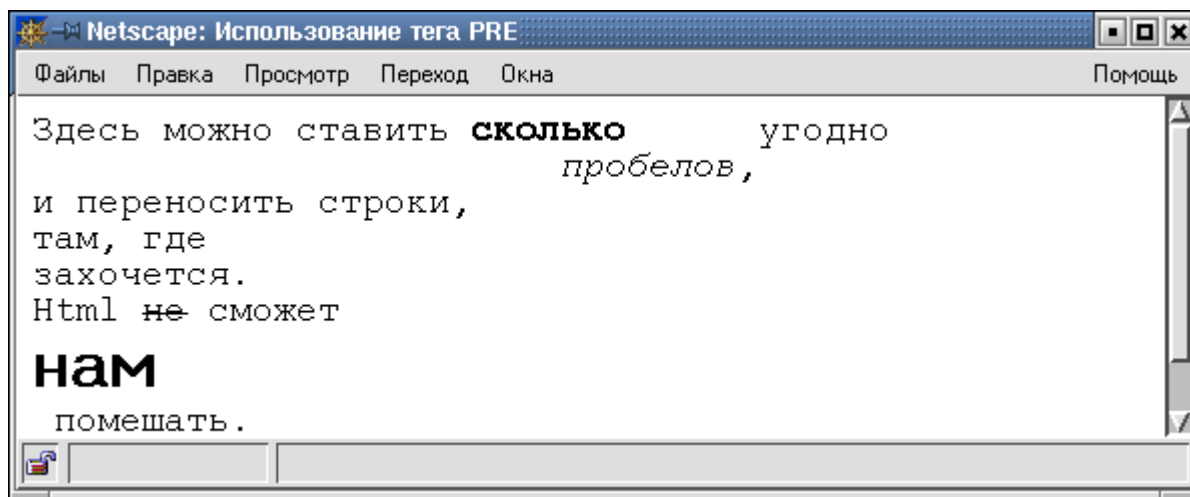 Netscape: Использование тега PRE
Файлы Правка Просмотр Переход Окна Помощь
Здесь можно ставить сколько      угодно
                        пробелов,
и переносить строки,
там, где
захочется.
Html не сможет
нам
 помешать.